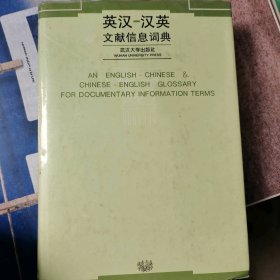 英汉-汉英
文献信息词典
武汉大学出版社
WUHAN UNIVERSITY PRESS
AN ENGLISH-CHINESE &
CHINESE-ENGLISH GLOSSARY
FOR DOCUMENTARY INFORMATION TERMS